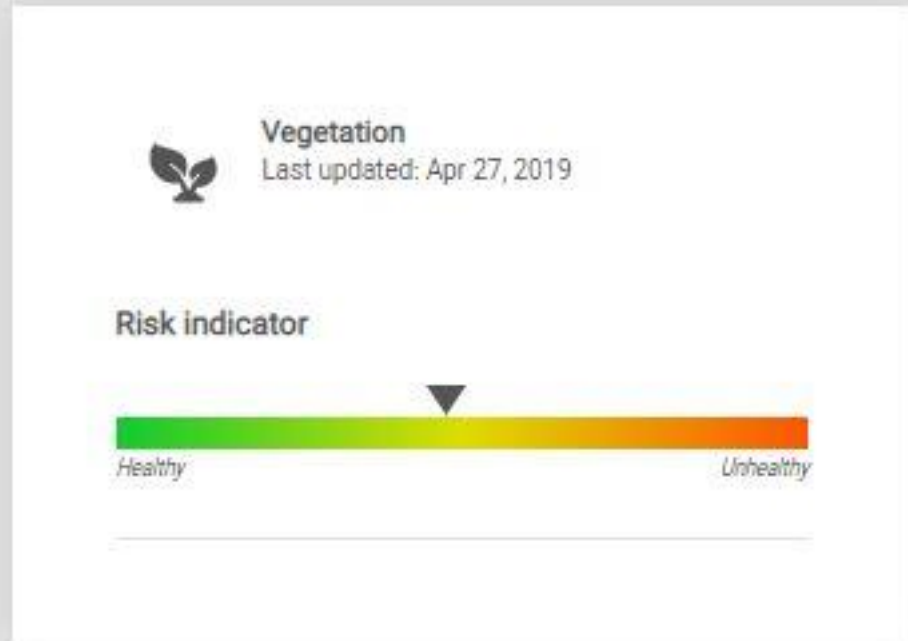 Vegetation
Last updated: Apr 27, 2019
Risk indicator
Healthy
Unhealthy